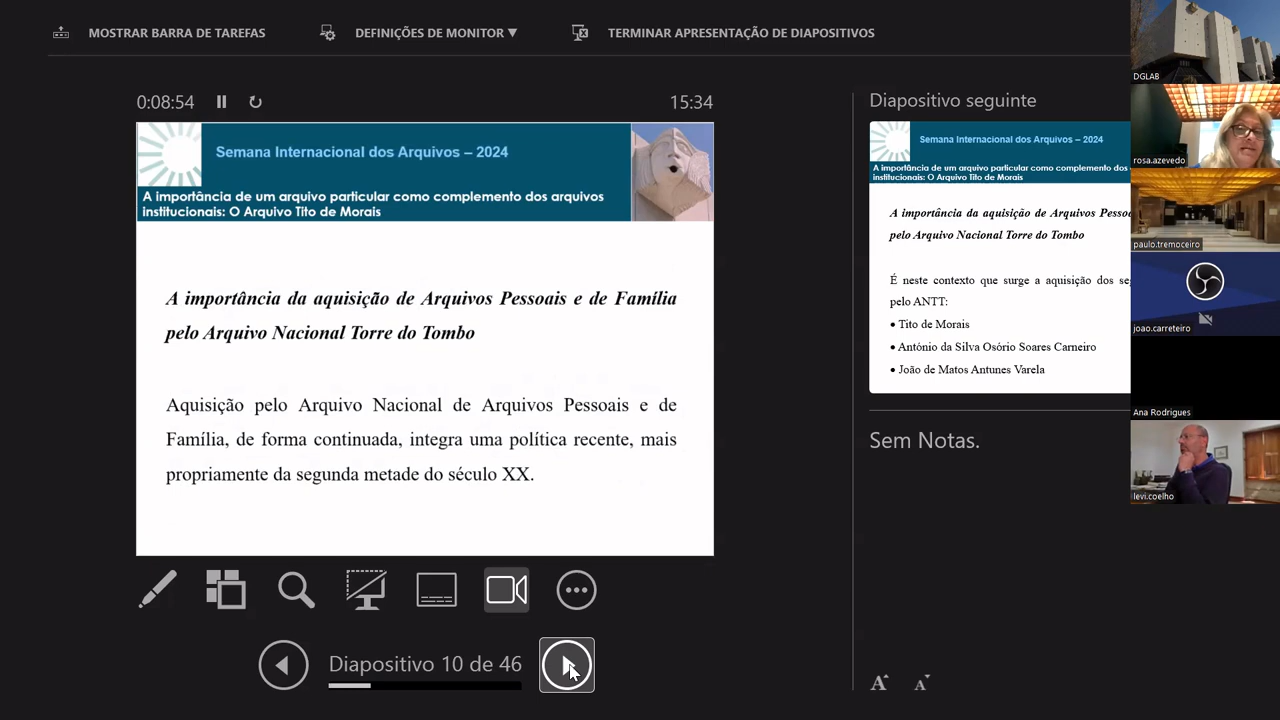 MOSTRAR BARRA DE TAREFAS
DEFINIÇÕES DE MONITOR ▼
TERMINAR APRESENTAÇÃO DE DIAPOSITIVOS
0:08:54
15:34
Semana Internacional dos Arquivos – 2024
A importância de um arquivo particular como complemento dos arquivos
institucionais: O Arquivo Tito de Morais
A importância da aquisição de Arquivos Pessoais e de Família
pelo Arquivo Nacional Torre do Tombo
Aquisição pelo Arquivo Nacional de Arquivos Pessoais e de
Família, de forma continuada, integra uma política recente, mais
propriamente da segunda metade do século XX.
Diapositivo 10 de 46
Diapositivo seguinte
Semana Internacional dos Arquivos – 2024
A importância de um arquivo particular como complemento dos
institucionais: O Arquivo Tito de Morais
A importância da aquisição de Arquivos
pelo Arquivo Nacional Torre do Tombo
É neste contexto que surge a aquisição dos
pelo ANTT:
• Tito de Morais
• António da Silva Osório Soares Carneiro
• João de Matos Antunes Varela
Sem Notas.
A A
DGLAB
rosa.azevedo
paulo.tremoceiro
joao.carreteiro
Ana Rodrigues
levi.coelho